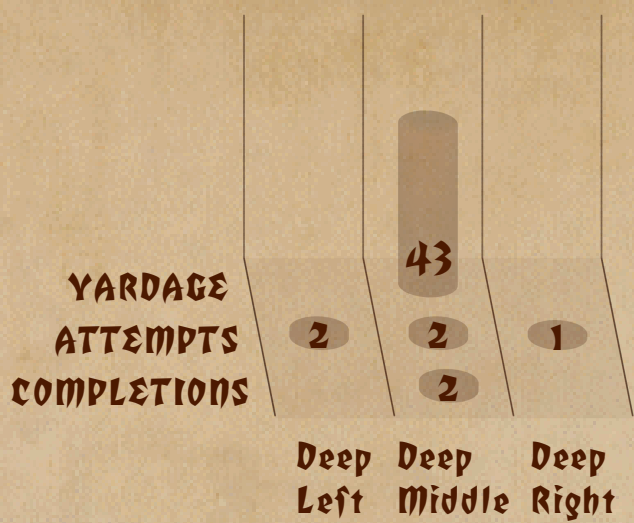 43
YARDAGE
ATTEMPTS 2 2 1
COMPLETIONS 2
Deep Deep Deep
Left Middle Right